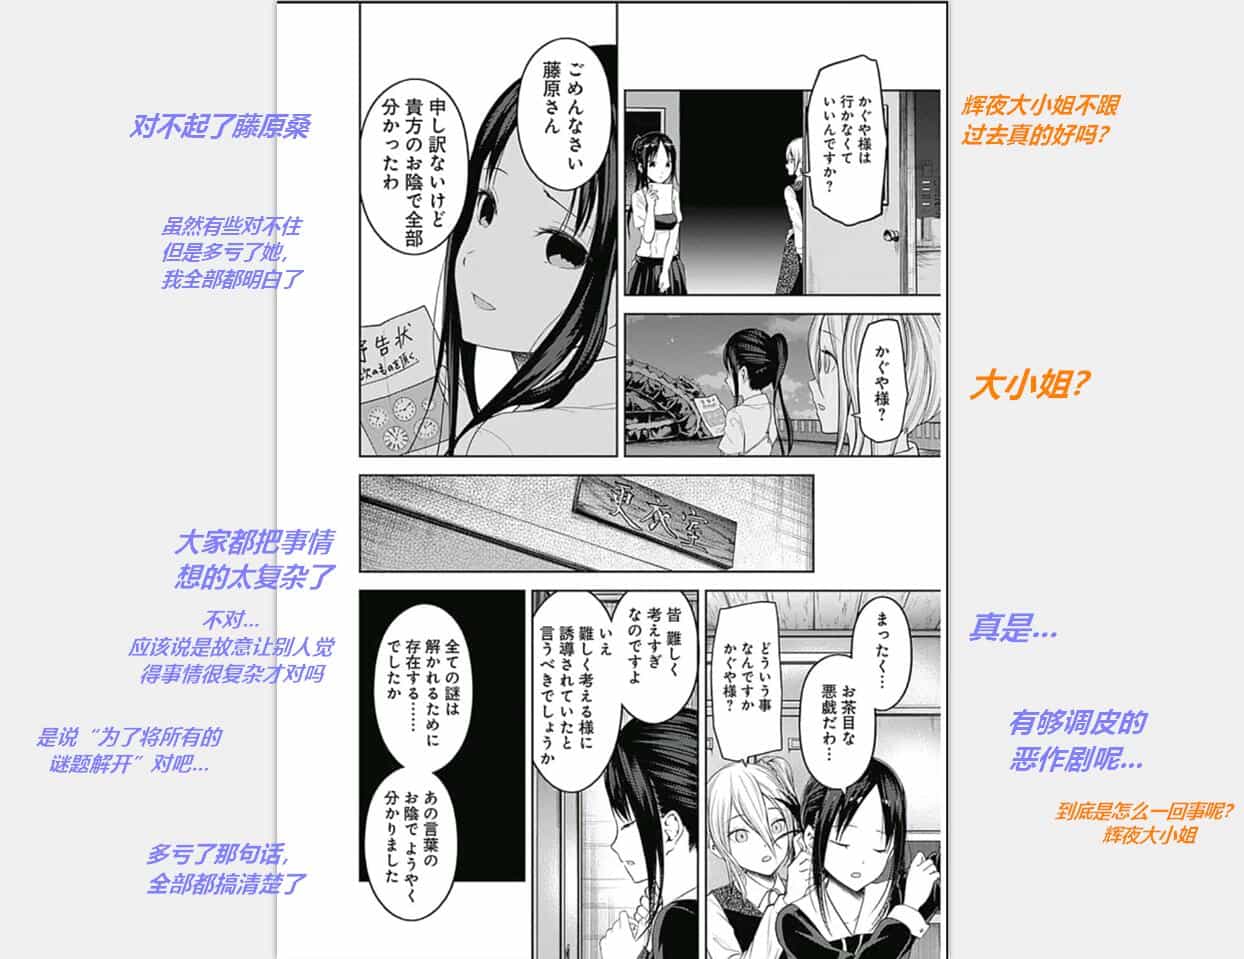 かぐや様は
行かなくて
いいんですか？
辉夜大小姐不跟
过去真的好吗？
かぐや様？
大小姐？
ごめんなさい
藤原さん
对不起了藤原桑
申し訳ないけど
貴方のお陰で全部
分かったわ
虽然有些对不住
但是多亏了她，
我全部都明白了
予告状
次のものを頂く
更衣室
まったく…
真是…
お茶目な
悪戯だわ…
有够调皮的
恶作剧呢…
どういう事
なんですか
かぐや様？
到底是怎么一回事呢？
辉夜大小姐
皆 難しく
考えすぎ
なのですよ
大家都把事情
想的太复杂了
いえ
難しく考える様に
誘導されていたと
言うべきでしょうか
不对…
应该说是故意让别人觉
得事情很复杂才对吗
全ての謎は
解かれるために
存在する……
でしたか
是说“为了将所有的
谜题解开”对吧…
あの言葉の
お陰でようやく
分かりました
多亏了那句话，
全部都搞清楚了